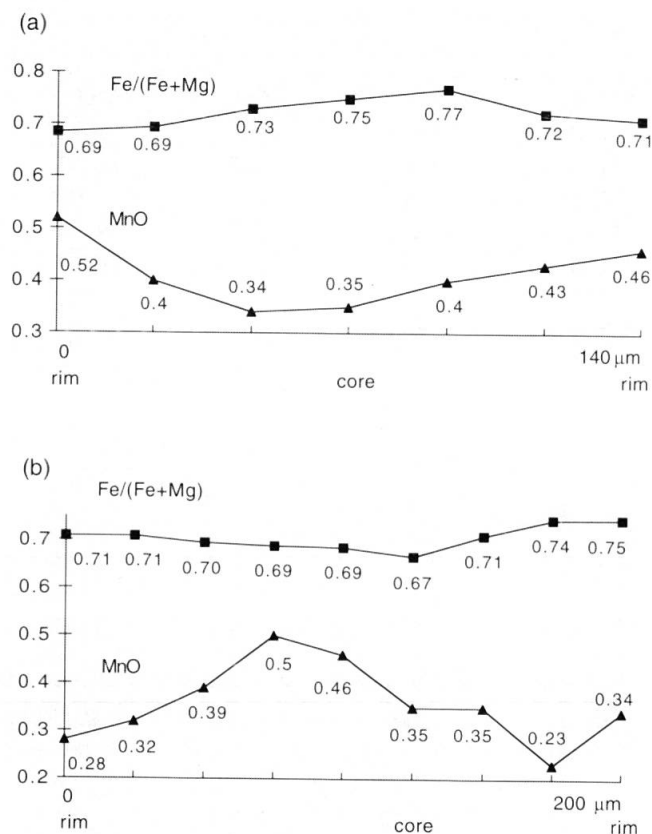 (a)
Fe/(Fe+Mg)
0.8
0.7
0.6
0.5
0.4
0.3
0.69 0.69 0.73 0.75 0.77 0.72 0.71
MnO
0.52 0.4 0.34 0.35 0.4 0.43 0.46
0 140 µm
rim core rim
(b)
Fe/(Fe+Mg)
0.7
0.6
0.5
0.4
0.3
0.2
0.71 0.71 0.70 0.69 0.69 0.67 0.71 0.74 0.75
MnO
0.28 0.32 0.39 0.5 0.46 0.35 0.35 0.23 0.34
0 200 µm
rim core rim